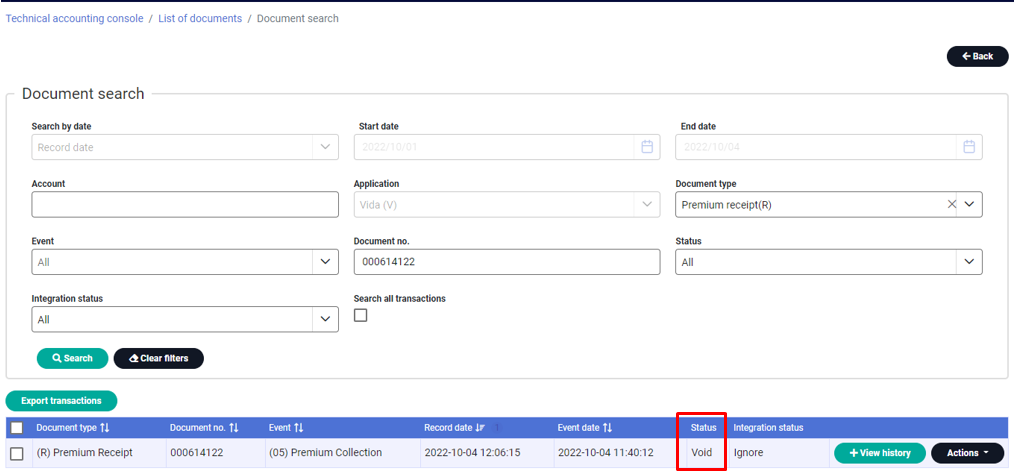 Technical accounting console / List of documents / Document search
Back
Document search
Search by date Start date End date
Record date 2022/10/01 2022/10/04
Account Application Document type
Vida (V) Premium receipt(R)
Event Document no. Status
All 000614122 All
Integration status Search all transactions
All
Search Clear filters
Export transactions
Document type Document no. Event Record date 1 Event date Status Integration status
(R) Premium Receipt 000614122 (05) Premium Collection 2022-10-04 12:06:15 2022-10-04 11:40:12 Void Ignore +View history Actions